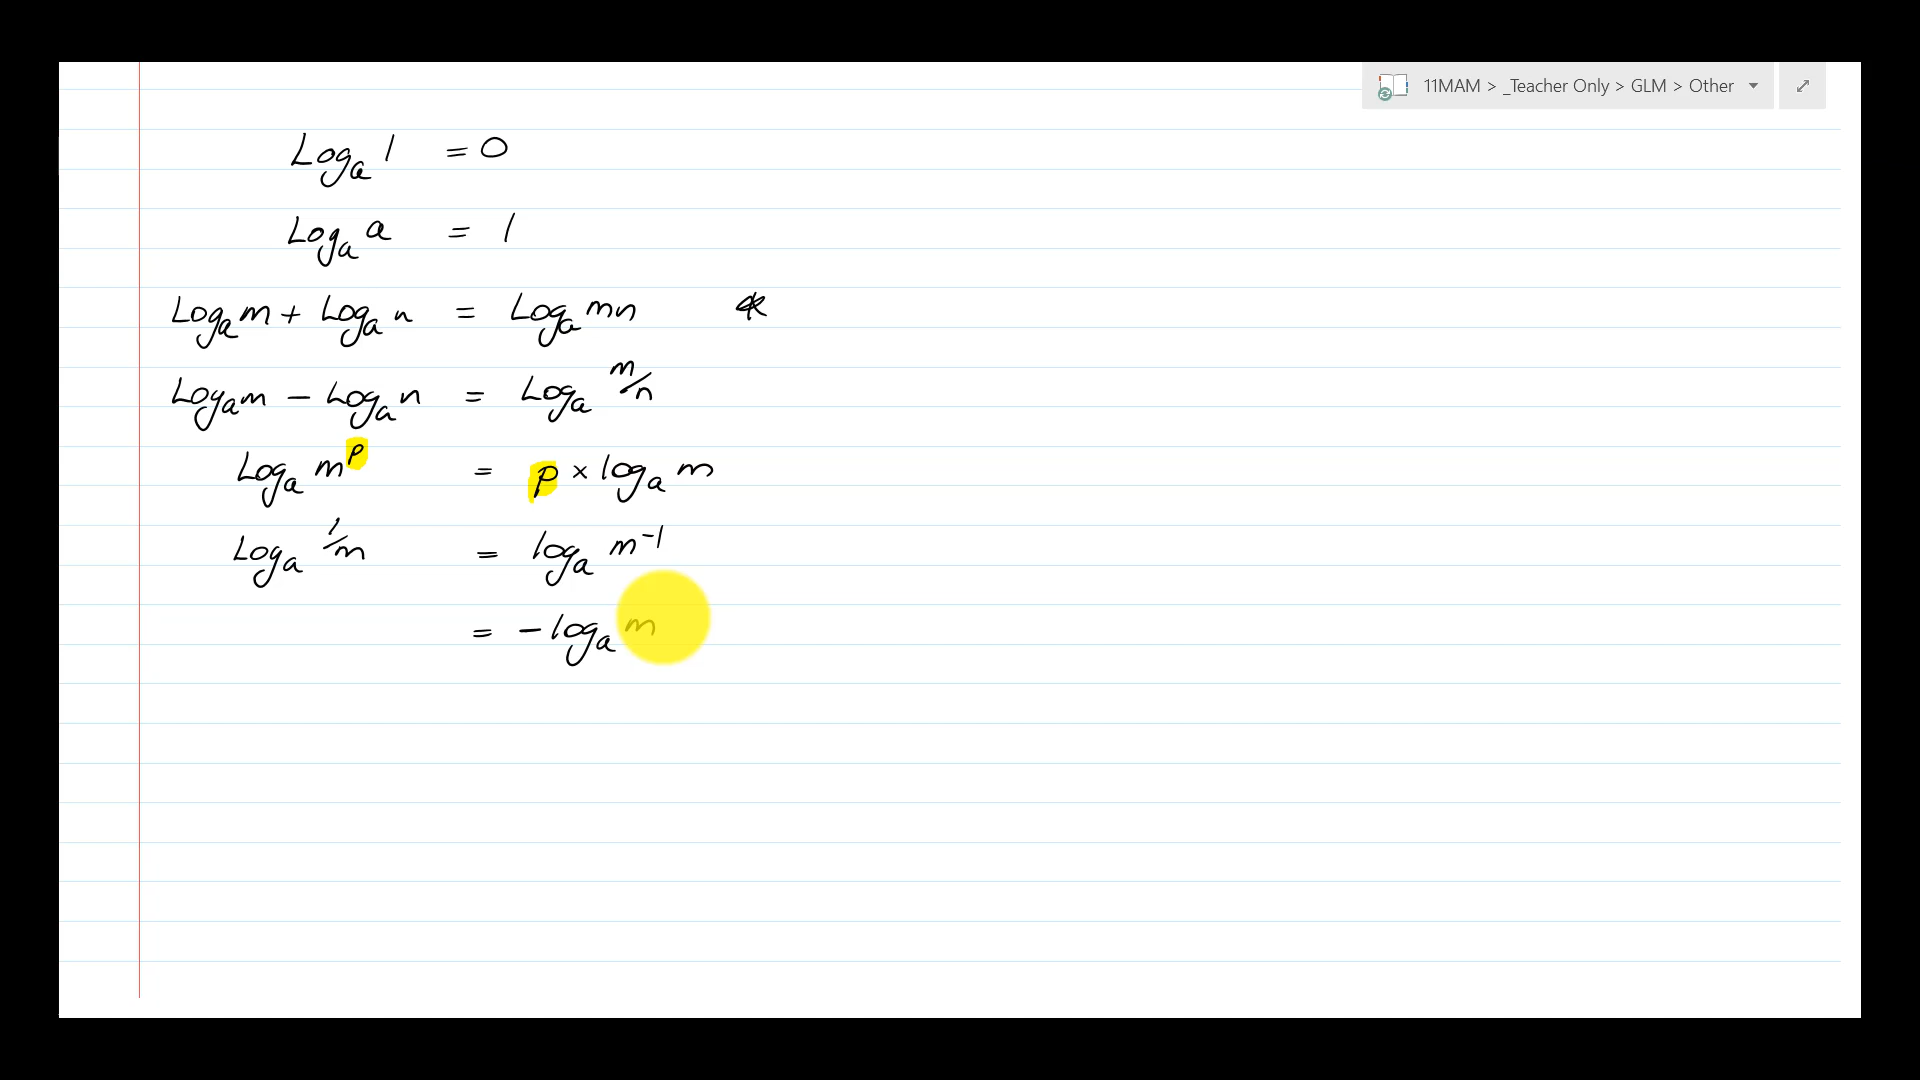 11MAM > _Teacher Only > GLM > Other
Logₐ 1 = 0
Logₐ a = 1
Logₐ m + Logₐ n = Logₐ mn *
Logₐ m − Logₐ n = Logₐ m/n
Logₐ mᵖ = p × logₐ m
Logₐ 1/m = logₐ m⁻¹
= − logₐ m